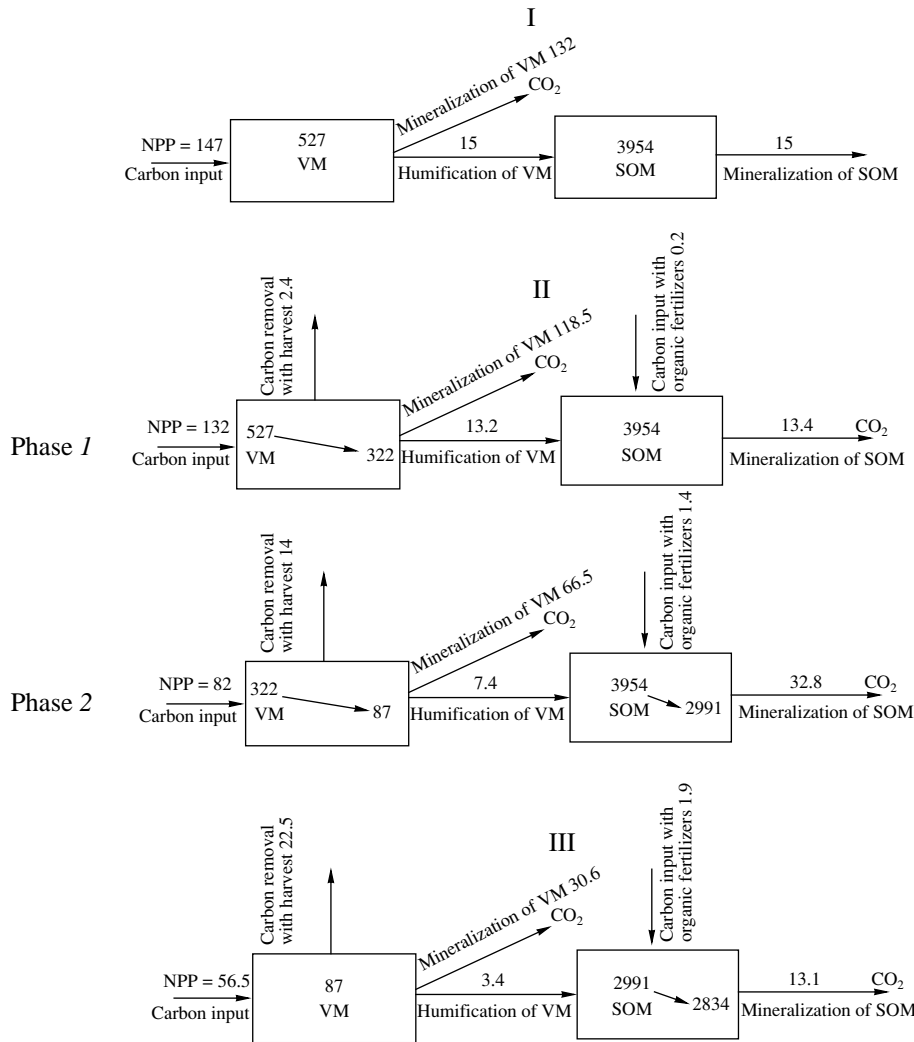 I
Mineralization of VM 132
CO2
NPP = 147
Carbon input
527
VM
15
Humification of VM
3954
SOM
15
Mineralization of SOM
II
Carbon removal
with harvest 2.4
Mineralization of VM 118.5
CO2
Carbon input with
organic fertilizers 0.2
Phase 1
NPP = 132
Carbon input
527
VM
322
13.2
Humification of VM
3954
SOM
13.4
CO2
Mineralization of SOM
Carbon removal
with harvest 14
Mineralization of VM 66.5
CO2
Carbon input with
organic fertilizers 1.4
Phase 2
NPP = 82
Carbon input
322
VM
87
7.4
Humification of VM
3954
SOM
2991
32.8
CO2
Mineralization of SOM
III
Carbon removal
with harvest 22.5
Mineralization of VM 30.6
CO2
Carbon input with
organic fertilizers 1.9
NPP = 56.5
Carbon input
87
VM
3.4
Humification of VM
2991
SOM
2834
13.1
CO2
Mineralization of SOM